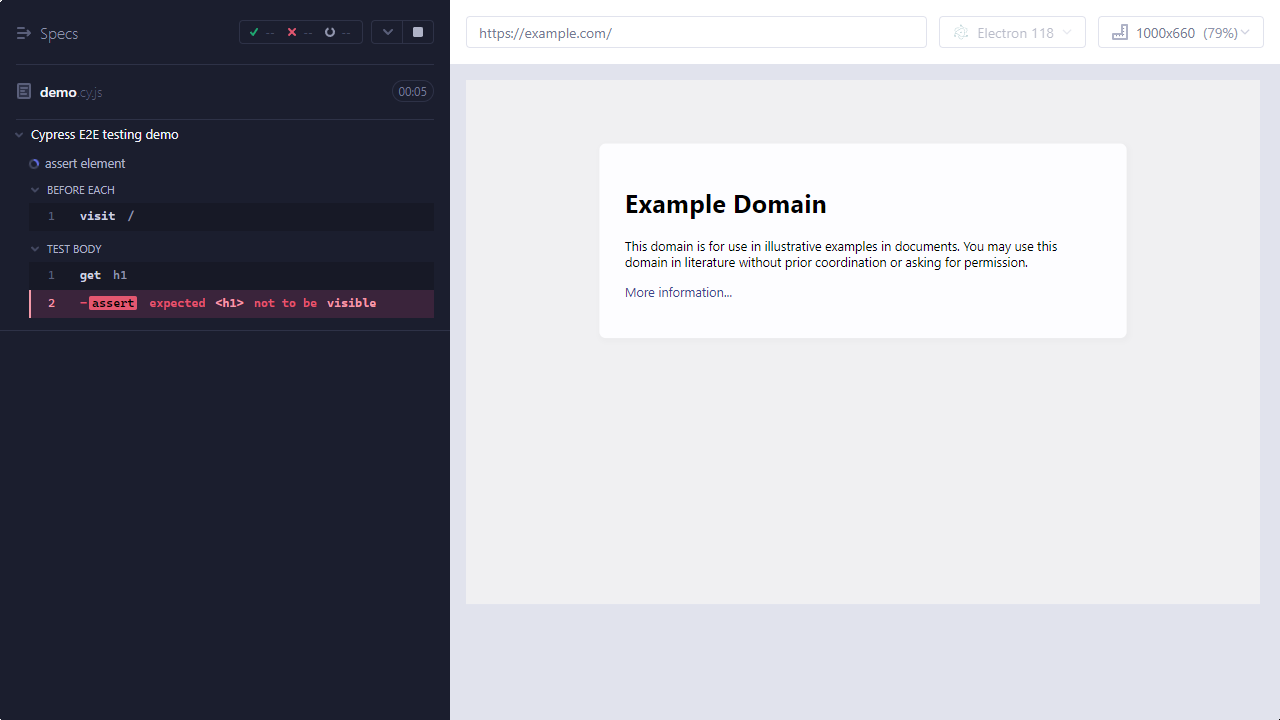 Specs -- -- --
demo.cy.js 00:05
Cypress E2E testing demo
assert element
BEFORE EACH
1 visit /
TEST BODY
1 get h1
2 -assert expected <h1> not to be visible
https://example.com/ Electron 118 1000x660 (79%)
Example Domain
This domain is for use in illustrative examples in documents. You may use this
domain in literature without prior coordination or asking for permission.
More information...